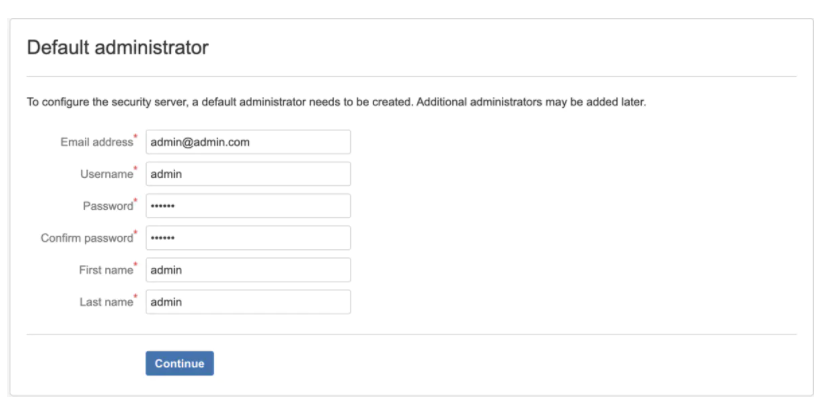 Default administrator
To configure the security server, a default administrator needs to be created. Additional administrators may be added later.
Email address* admin@admin.com
Username* admin
Password* ••••••
Confirm password* ••••••
First name* admin
Last name* admin
Continue